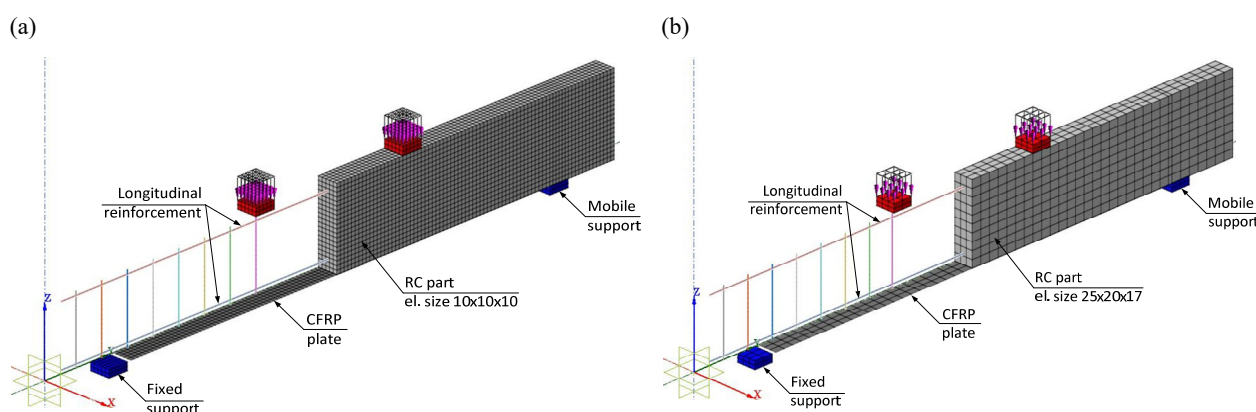 (a)
Longitudinal
reinforcement
Mobile
support
RC part
el. size 10x10x10
CFRP
plate
Fixed
support
Z
Y
X
(b)
Longitudinal
reinforcement
Mobile
support
RC part
el. size 25x20x17
CFRP
plate
Fixed
support
Z
Y
X